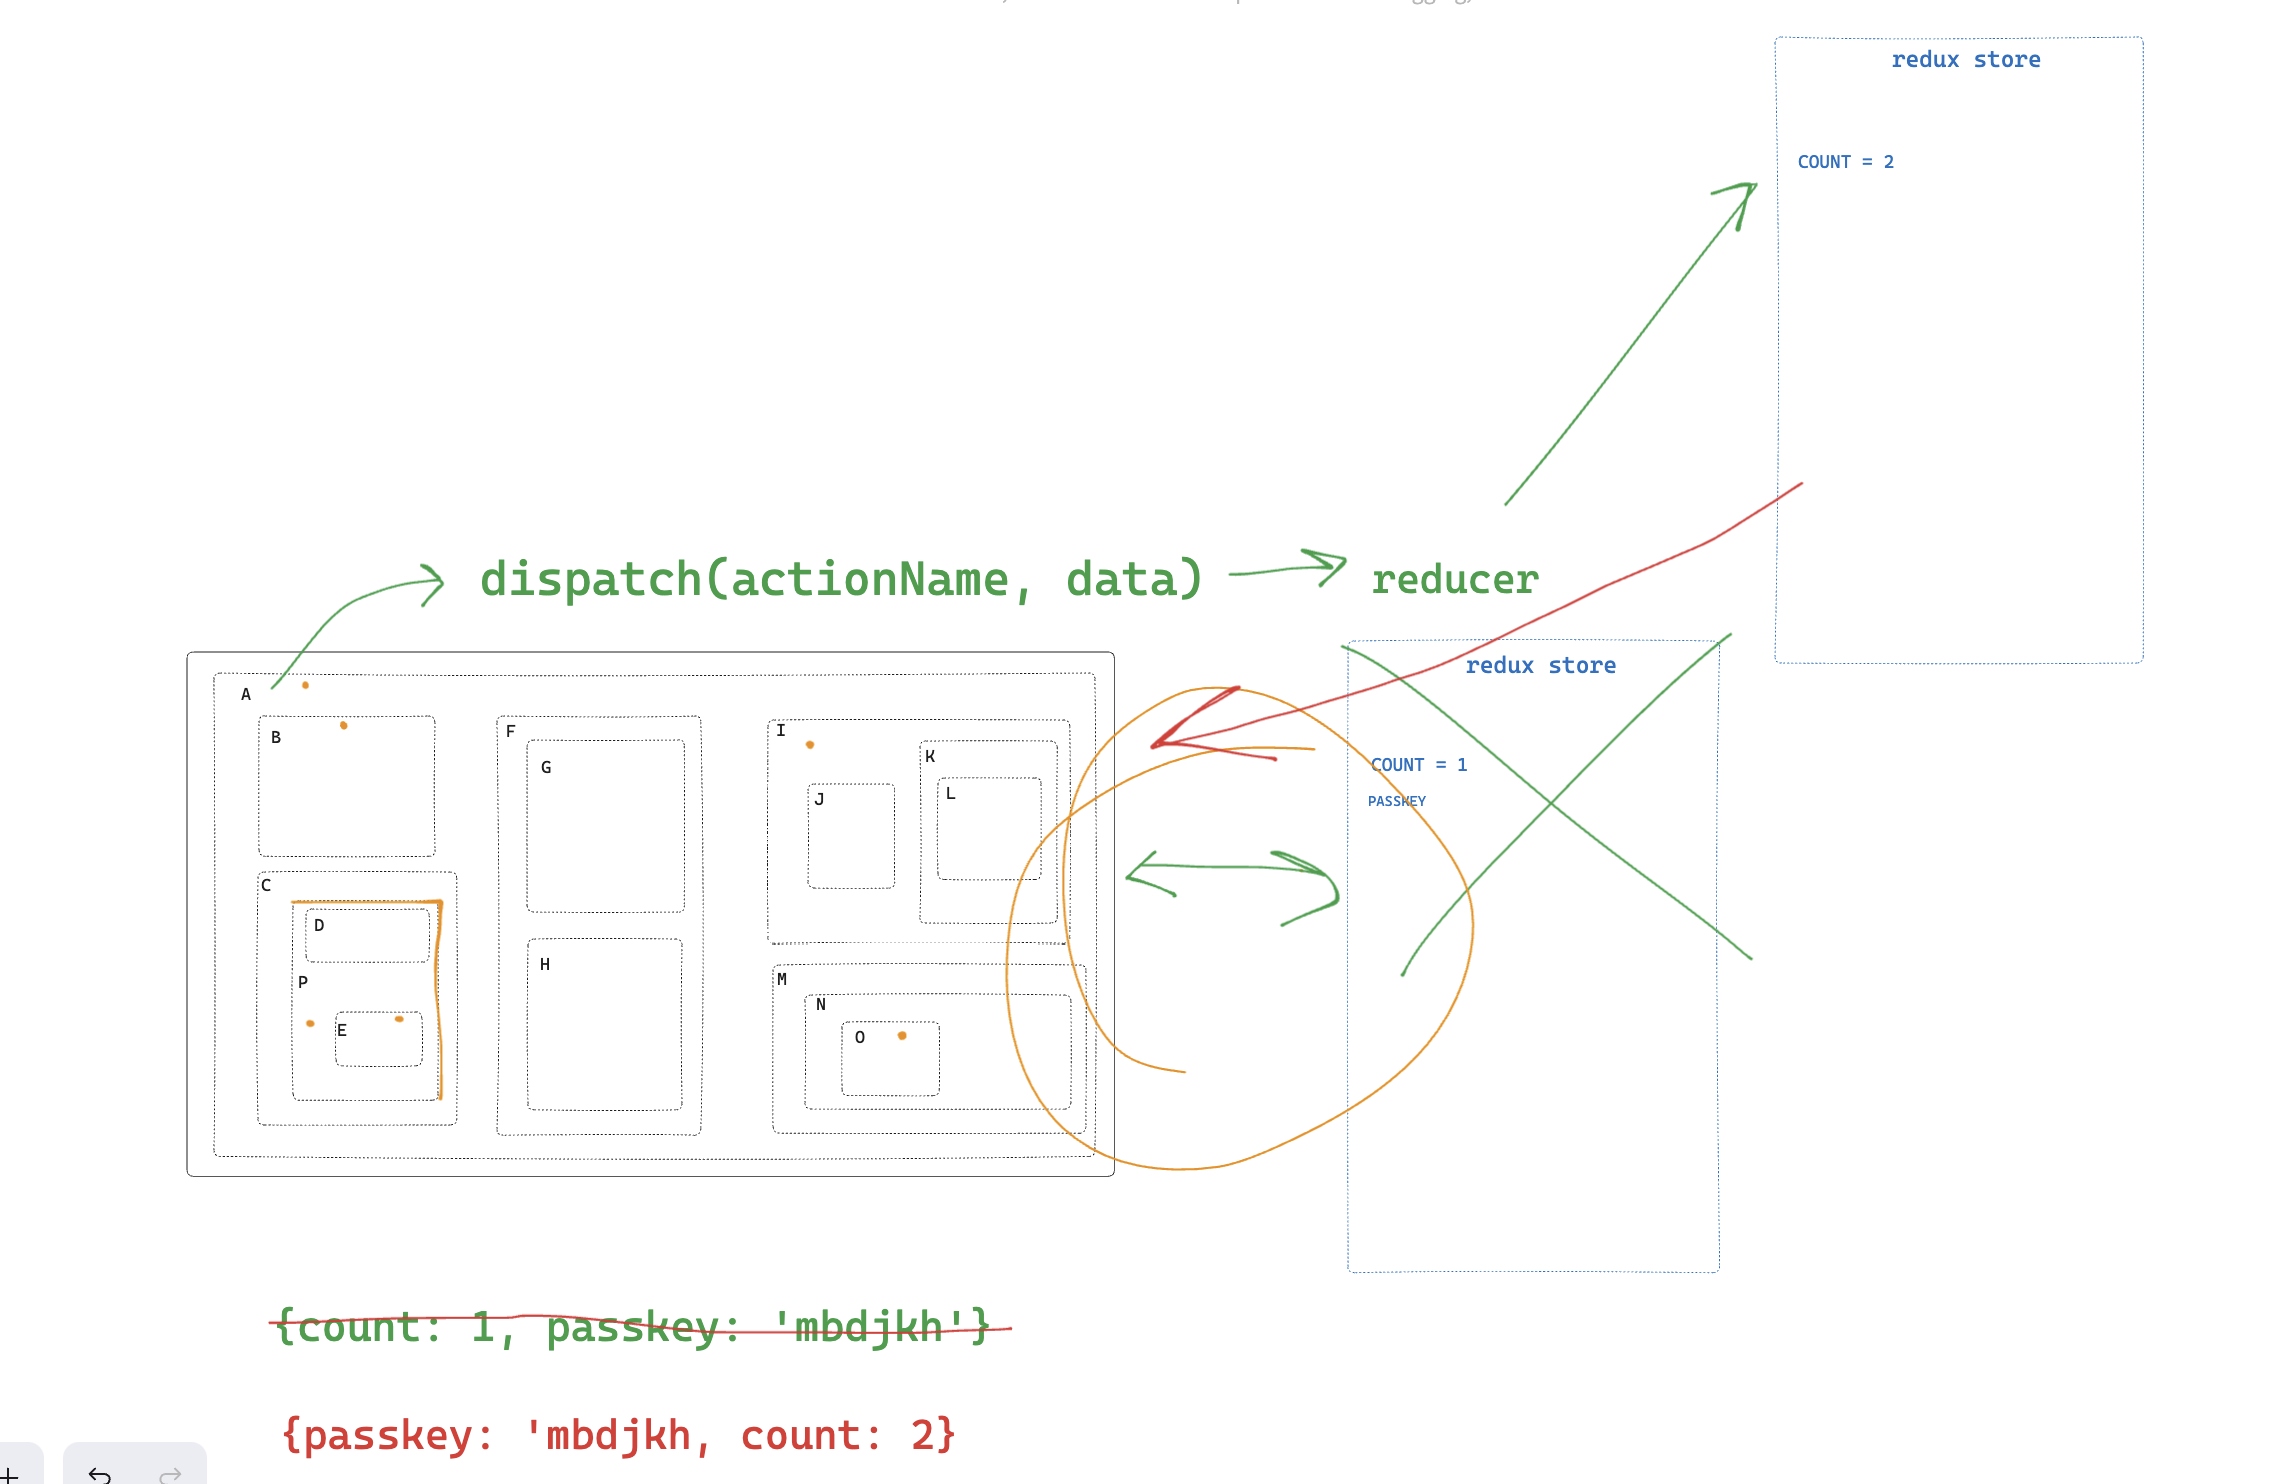 redux store
COUNT = 2
dispatch(actionName, data)
reducer
redux store
COUNT = 1
PASSKEY
A
B
C
D
P
E
F
G
H
I
J
K
L
M
N
O
{count: 1, passkey: 'mbdjkh'}
{passkey: 'mbdjkh, count: 2}